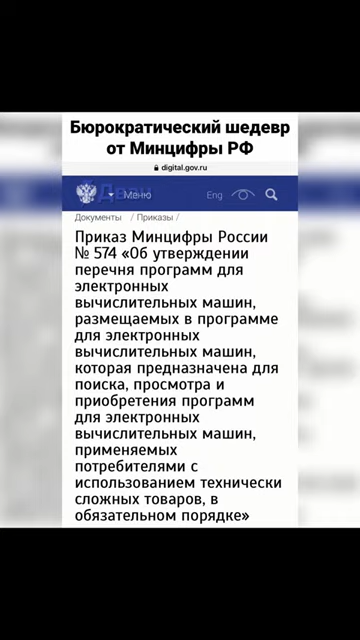 Бюрократический шедевр
от Минцифры РФ
digital.gov.ru
Двач
Меню Eng
Документы / Приказы /
Приказ Минцифры России
№ 574 «Об утверждении
перечня программ для
электронных
вычислительных машин,
размещаемых в программе
для электронных
вычислительных машин,
которая предназначена для
поиска, просмотра и
приобретения программ
для электронных
вычислительных машин,
применяемых
потребителями с
использованием технически
сложных товаров, в
обязательном порядке»